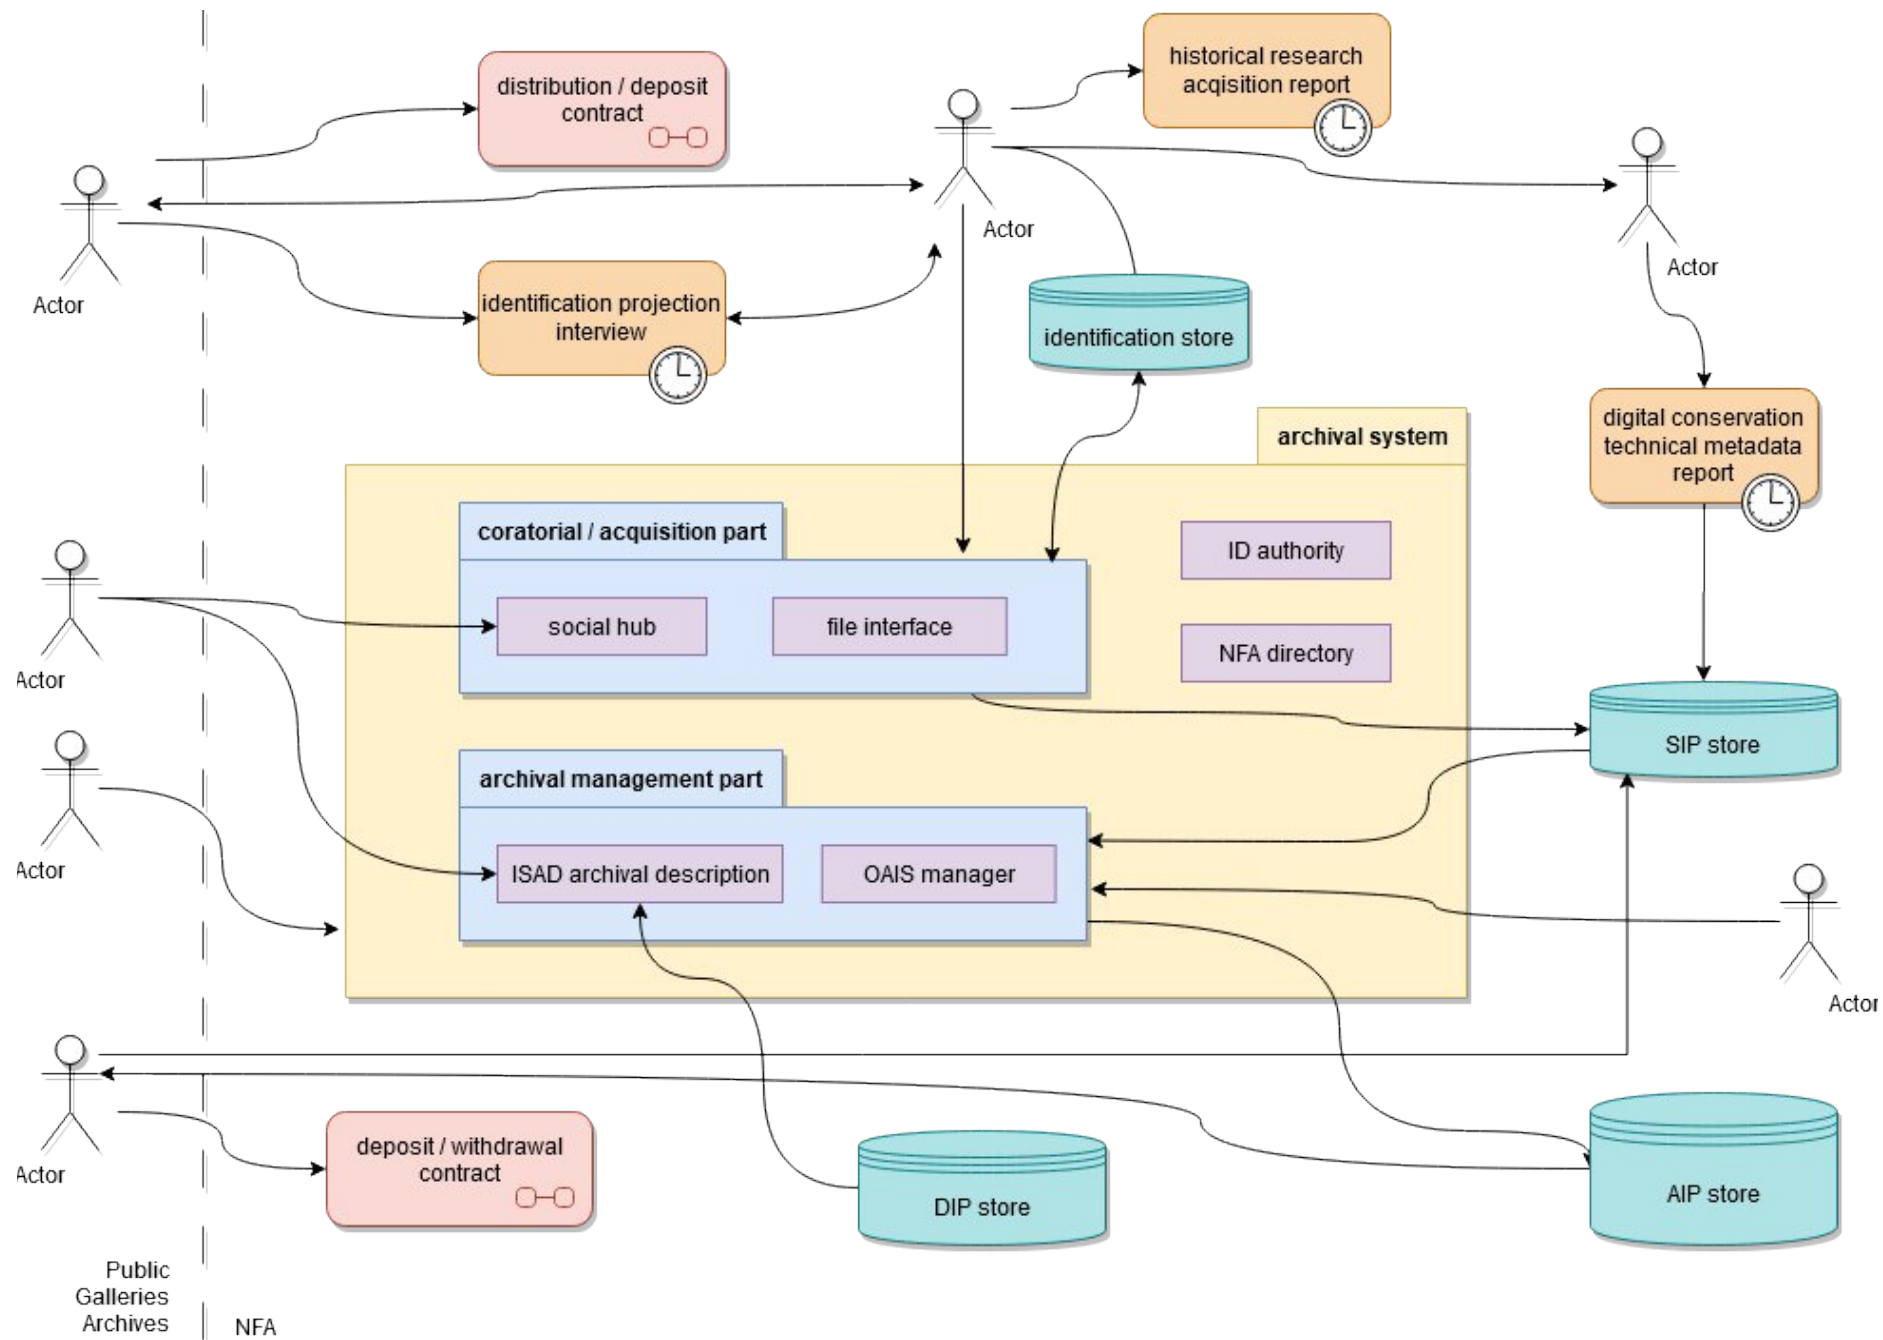 historical research
acqisition report
distribution / deposit
contract
Actor
Actor
Actor
identification projection
interview
identification store
digital conservation
technical metadata
report
archival system
coratorial / acquisition part
ID authority
social hub
file interface
NFA directory
Actor
SIP store
archival management part
ISAD archival description
OAIS manager
Actor
Actor
deposit / withdrawal
contract
Actor
DIP store
AIP store
Public
Galleries
Archives
NFA